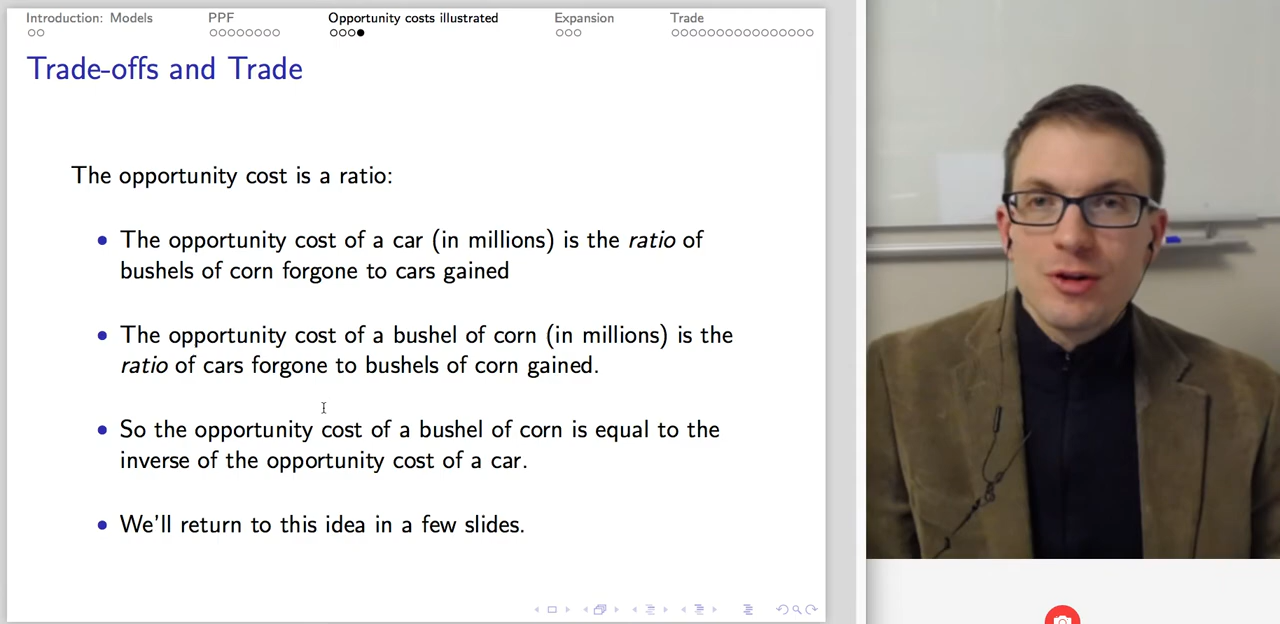 Introduction: Models PPF Opportunity costs illustrated Expansion Trade
Trade-offs and Trade
The opportunity cost is a ratio:
• The opportunity cost of a car (in millions) is the ratio of
bushels of corn forgone to cars gained
• The opportunity cost of a bushel of corn (in millions) is the
ratio of cars forgone to bushels of corn gained.
• So the opportunity cost of a bushel of corn is equal to the
inverse of the opportunity cost of a car.
• We'll return to this idea in a few slides.